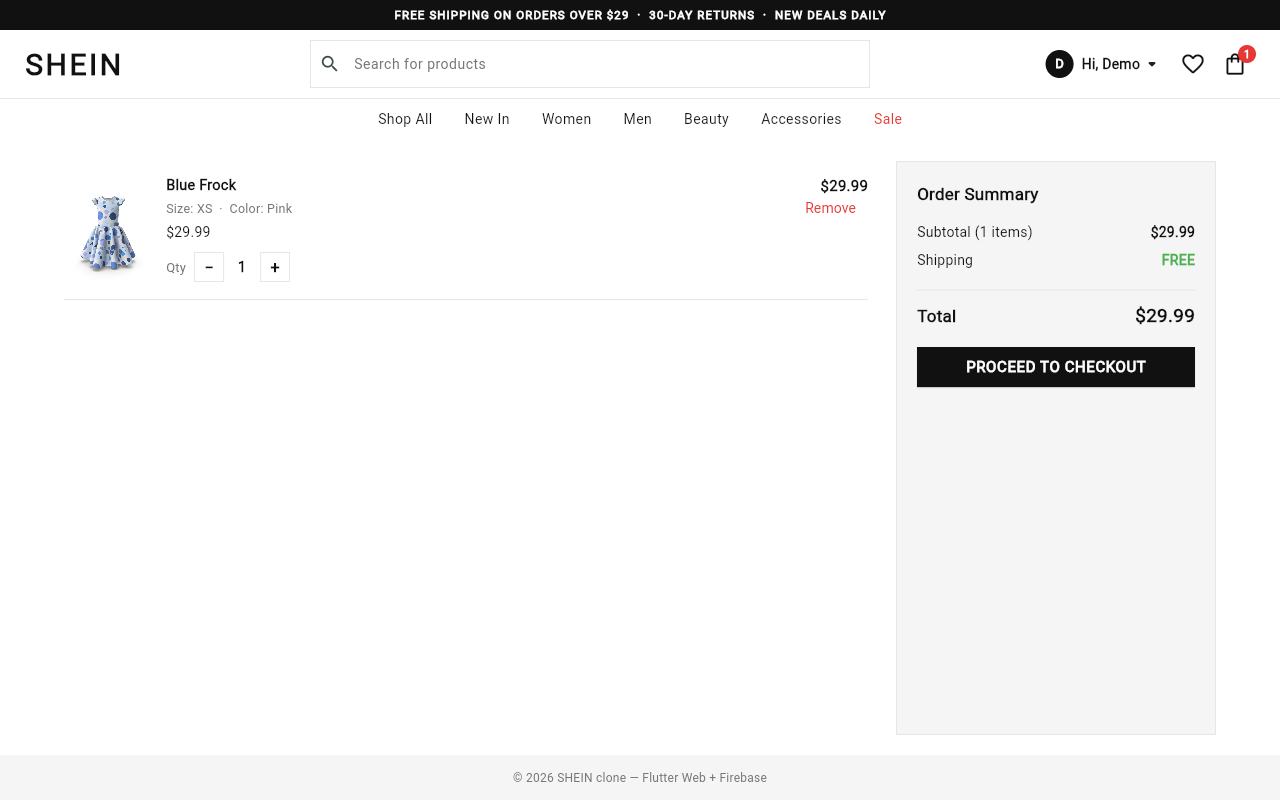 FREE SHIPPING ON ORDERS OVER $29 · 30-DAY RETURNS · NEW DEALS DAILY
SHEIN
Search for products
D
Hi, Demo
1
Shop All
New In
Women
Men
Beauty
Accessories
Sale
Blue Frock
Size: XS · Color: Pink
$29.99
Qty
−
1
+
$29.99
Remove
Order Summary
Subtotal (1 items) $29.99
Shipping FREE
Total $29.99
PROCEED TO CHECKOUT
© 2026 SHEIN clone — Flutter Web + Firebase